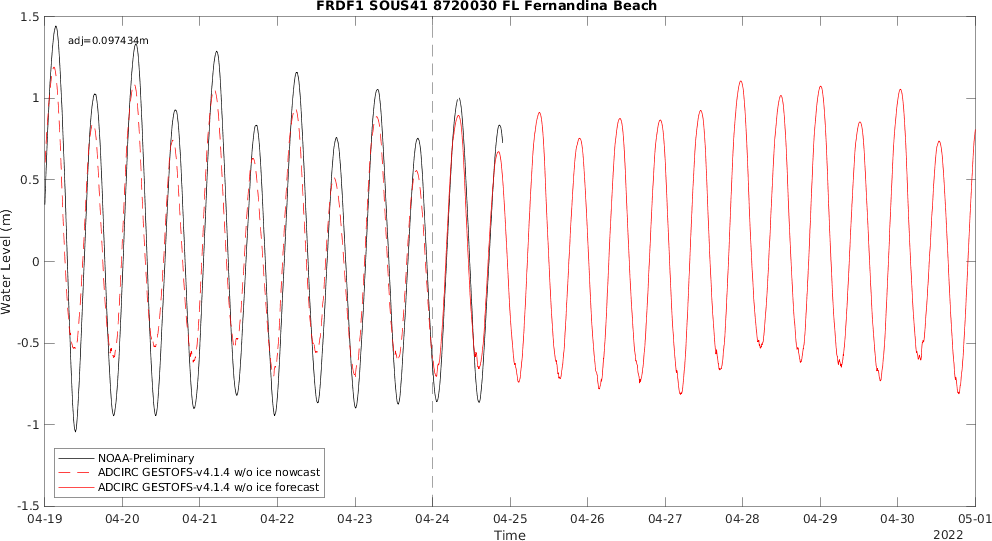 FRDF1 SOUS41 8720030 FL Fernandina Beach
1.5
adj=0.097434m
1
0.5
0
-0.5
-1
-1.5
Water Level (m)
NOAA-Preliminary
ADCIRC GESTOFS-v4.1.4 w/o ice nowcast
ADCIRC GESTOFS-v4.1.4 w/o ice forecast
04-19 04-20 04-21 04-22 04-23 04-24 04-25 04-26 04-27 04-28 04-29 04-30 05-01
Time
2022